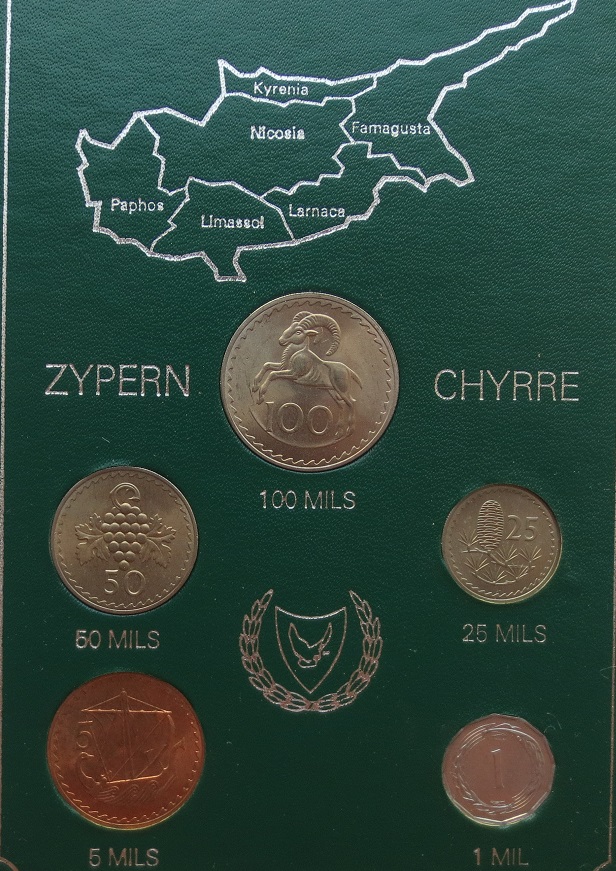 Kyrenia
Nicosia
Famagusta
Paphos
Limassol
Larnaca
ZYPERN
100
CHYRRE
100 MILS
50
25
50 MILS
25 MILS
5
1
5 MILS
1 MIL